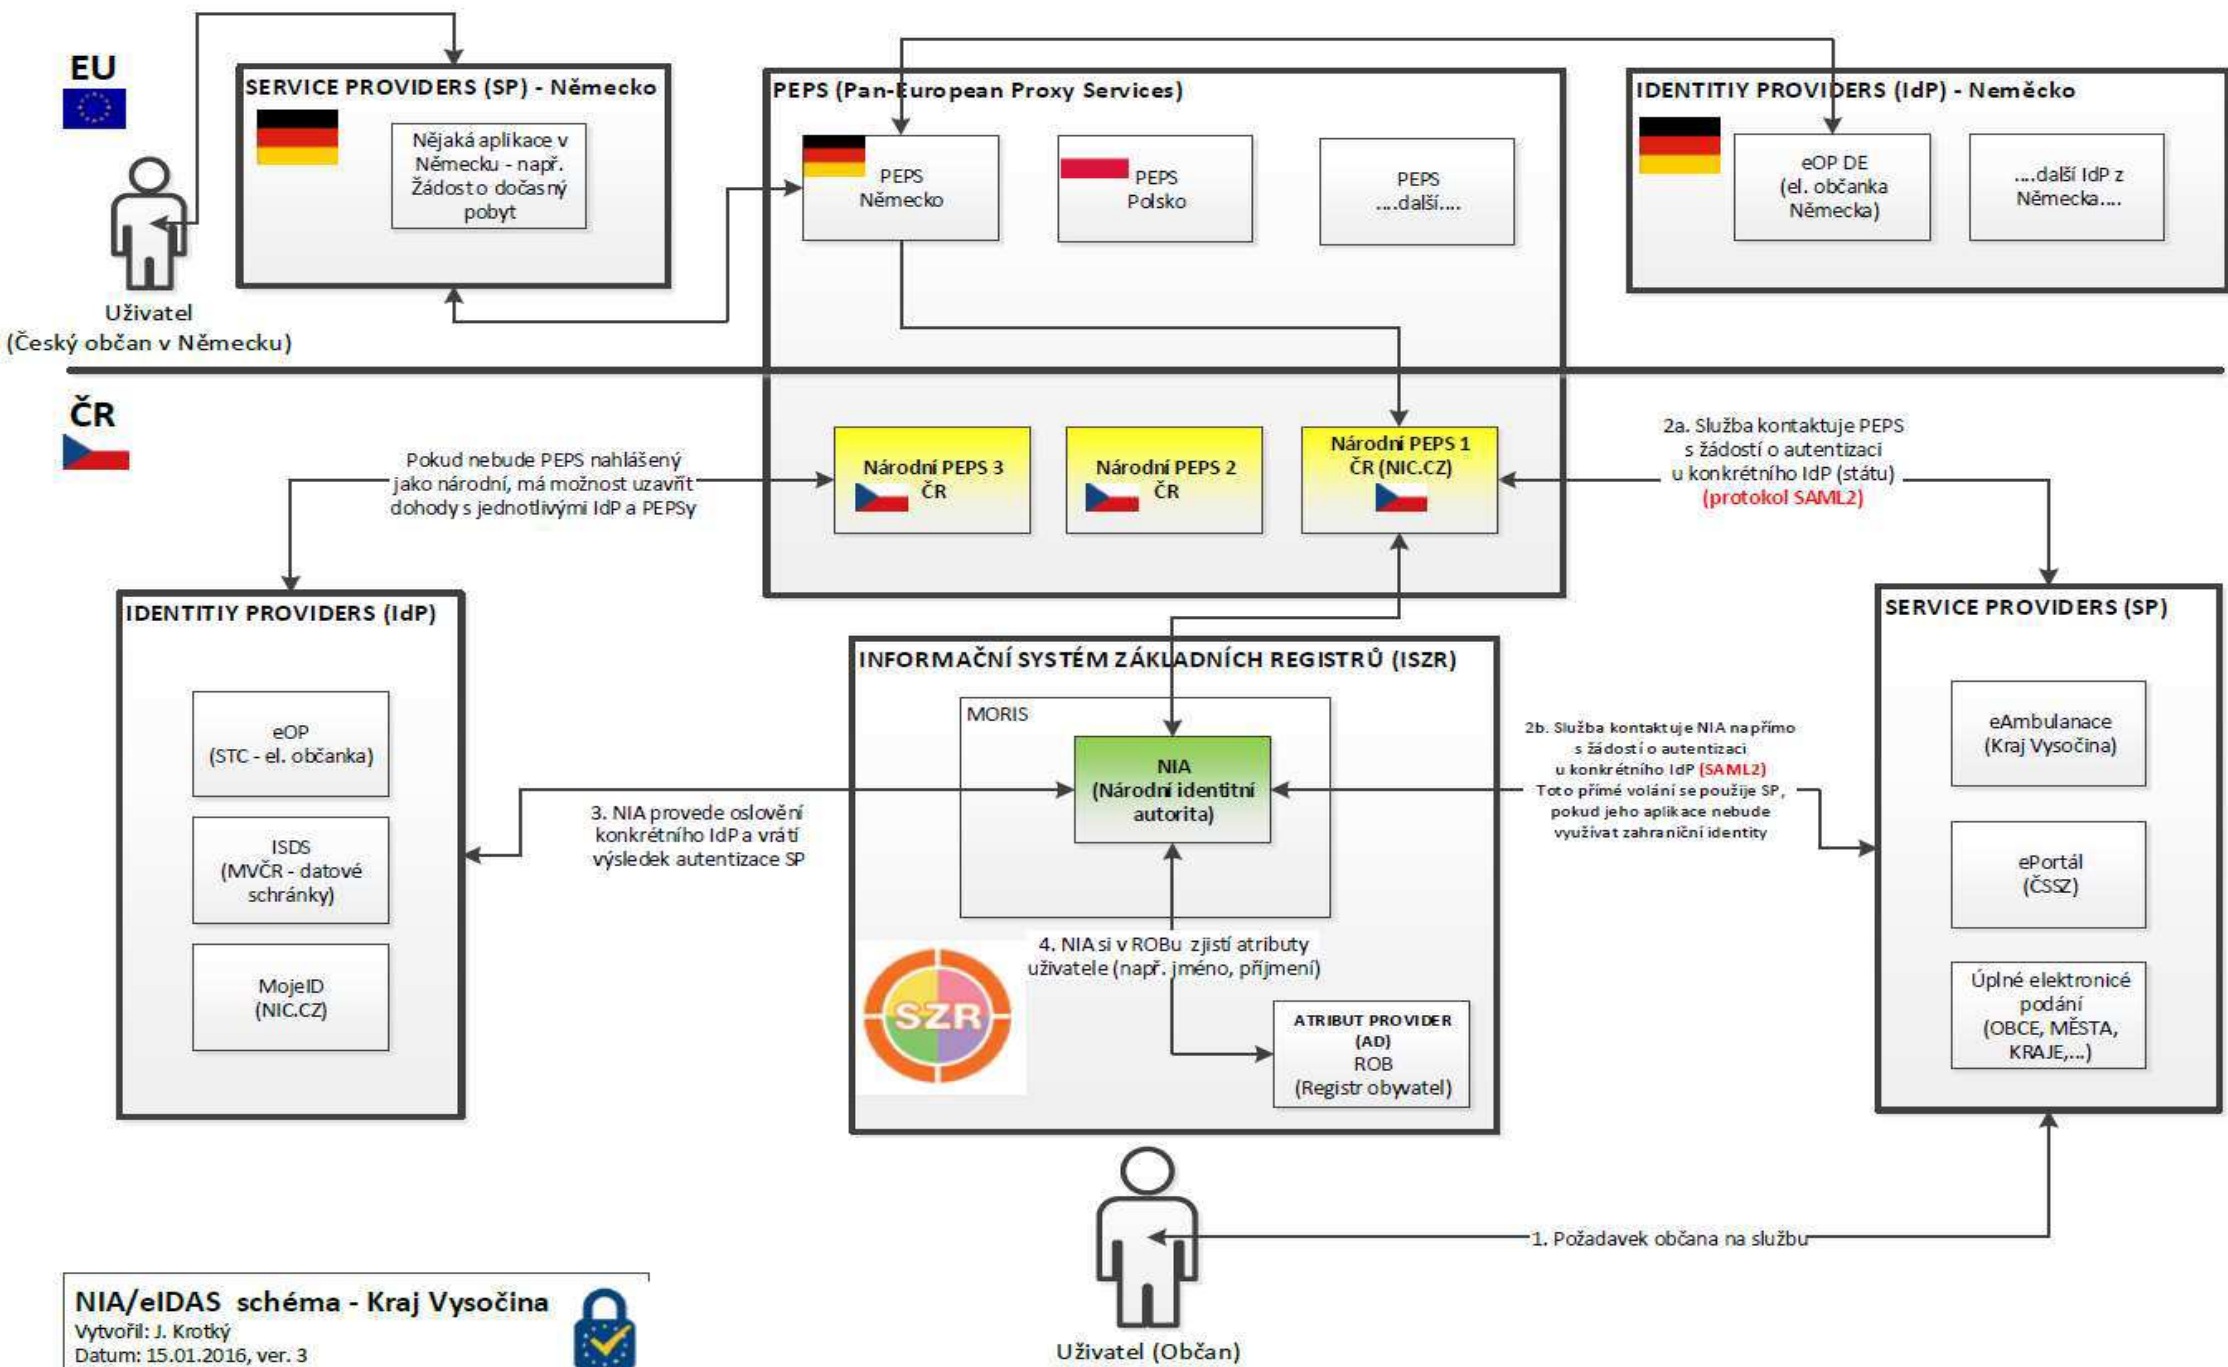 EU
SERVICE PROVIDERS (SP) - Německo
Nějaká aplikace v
Německu - např.
Žádost o dočasný
pobyt
Uživatel
(Český občan v Německu)
PEPS (Pan-European Proxy Services)
PEPS
Německo
PEPS
Polsko
PEPS
....další....
IDENTITIY PROVIDERS (IdP) - Neměcko
eOP DE
(el. občanka
Německa)
....další IdP z
Německa....
ČR
Pokud nebude PEPS nahlášený
jako národní, má možnost uzavřít
dohody s jednotlivými IdP a PEPSy
Národní PEPS 3
ČR
Národní PEPS 2
ČR
Národní PEPS 1
ČR (NIC.CZ)
2a. Služba kontaktuje PEPS
s žádostí o autentizaci
u konkrétního IdP (státu)
(protokol SAML2)
IDENTITIY PROVIDERS (IdP)
eOP
(STC - el. občanka)
ISDS
(MVČR - datové
schránky)
MojeID
(NIC.CZ)
3. NIA provede oslovění
konkrétního IdP a vrátí
výsledek autentizace SP
INFORMAČNÍ SYSTÉM ZÁKLADNÍCH REGISTRŮ (ISZR)
MORIS
NIA
(Národní identitní
autorita)
4. NIA si v ROBu zjistí atributy
uživatele (např. jméno, příjmení)
SZR
ATRIBUT PROVIDER
(AD)
ROB
(Registr obyvatel)
2b. Služba kontaktuje NIA napřímo
s žádostí o autentizaci
u konkrétního IdP (SAML2)
Toto přímé volání se použije SP,
pokud jeho aplikace nebude
využívat zahraniční identity
SERVICE PROVIDERS (SP)
eAmbulanace
(Kraj Vysočina)
ePortál
(ČSSZ)
Úplné elektronicé
podání
(OBCE, MĚSTA,
KRAJE,...)
1. Požadavek občana na službu
Uživatel (Občan)
NIA/eIDAS schéma - Kraj Vysočina
Vytvořil: J. Krotký
Datum: 15.01.2016, ver. 3